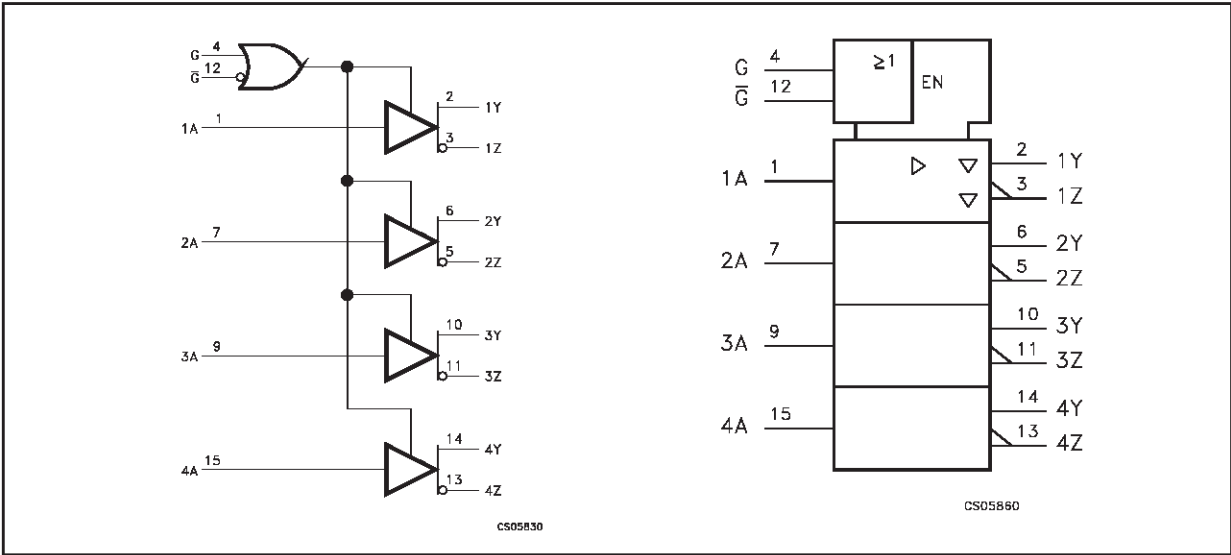 G 4
G̅ 12
1A 1
2 1Y
3 1Z
2A 7
6 2Y
5 2Z
3A 9
10 3Y
11 3Z
4A 15
14 4Y
13 4Z
CS05830
G 4
G̅ 12
≥1
EN
1A 1
2 1Y
3 1Z
2A 7
6 2Y
5 2Z
3A 9
10 3Y
11 3Z
4A 15
14 4Y
13 4Z
CS05860